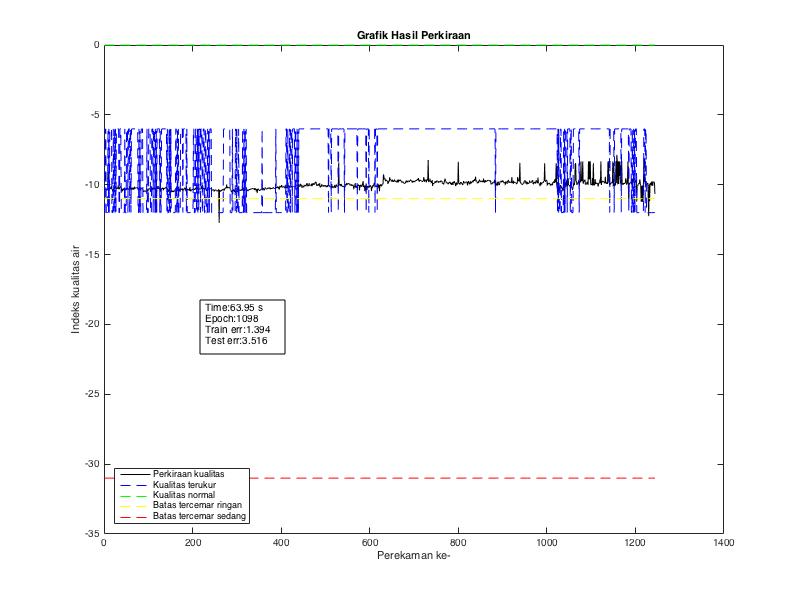 Grafik Hasil Perkiraan
0
-5
-10
-15
-20
-25
-30
-35
Indeks kualitas air
Time:63.95 s
Epoch:1098
Train err:1.394
Test err:3.516
Perkiraan kualitas
Kualitas terukur
Kualitas normal
Batas tercemar ringan
Batas tercemar sedang
0 200 400 600 800 1000 1200 1400
Perekaman ke-